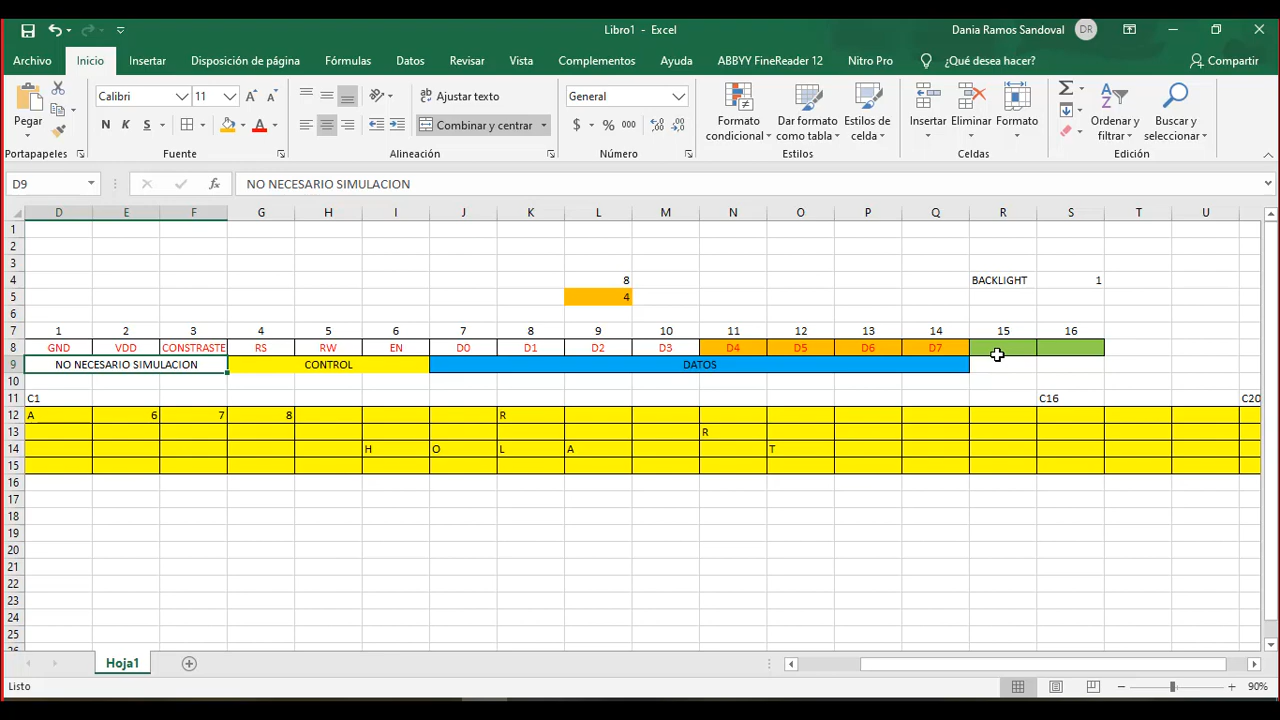 Libro1 - Excel
Dania Ramos Sandoval
DR
Archivo Inicio Insertar Disposición de página Fórmulas Datos Revisar Vista Complementos Ayuda ABBYY FineReader 12 Nitro Pro ¿Qué desea hacer? Compartir
Pegar
Calibri 11
N K S
Ajustar texto
Combinar y centrar
General
$ % 000
Formato condicional
Dar formato como tabla
Estilos de celda
Insertar Eliminar Formato
Ordenar y filtrar
Buscar y seleccionar
Portapapeles Fuente Alineación Número Estilos Celdas Edición
D9 fx NO NECESARIO SIMULACION
D E F G H I J K L M N O P Q R S T U
1
2
3
4 8 BACKLIGHT 1
5 4
6
7 1 2 3 4 5 6 7 8 9 10 11 12 13 14 15 16
8 GND VDD CONSTRASTE RS RW EN D0 D1 D2 D3 D4 D5 D6 D7
9 NO NECESARIO SIMULACION CONTROL DATOS
10
11 C1 C16 C20
12 A 6 7 8 R
13 R
14 H O L A T
15
16
17
18
19
20
21
22
23
24
25
Hoja1
Listo 90%